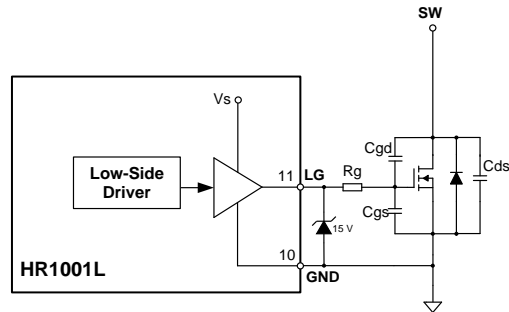 SW
Vs
Cgd
Cds
Low-Side
Driver
11
LG
Rg
Cgs
15 V
10
GND
HR1001L